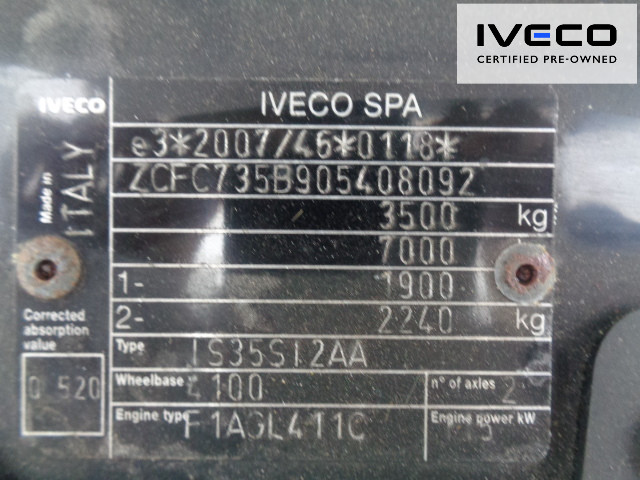 IVECO
CERTIFIED PRE-OWNED
IVECO IVECO SPA
Made in ITALY
e3*2007/46*0118*
ZCFC735B905408092
3500 kg
7000
1- 1900
2- 2240 kg
Corrected
absorption
value
0 520
Type IS35SI2AA
Wheelbase 4100 n° of axles 2
Engine type F1AGL411C Engine power kW